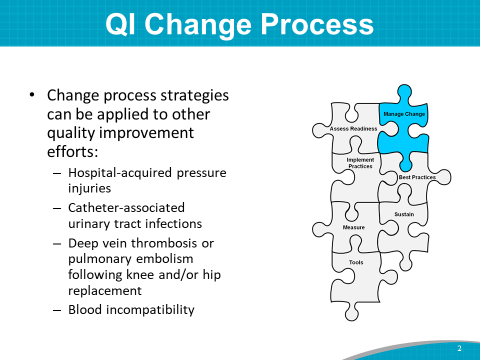 QI Change Process
• Change process strategies
can be applied to other
quality improvement
efforts:
– Hospital-acquired pressure
injuries
– Catheter-associated
urinary tract infections
– Deep vein thrombosis or
pulmonary embolism
following knee and/or hip
replacement
– Blood incompatibility
Manage Change
Assess Readiness
Implement
Practices
Best Practices
Sustain
Measure
Tools
2